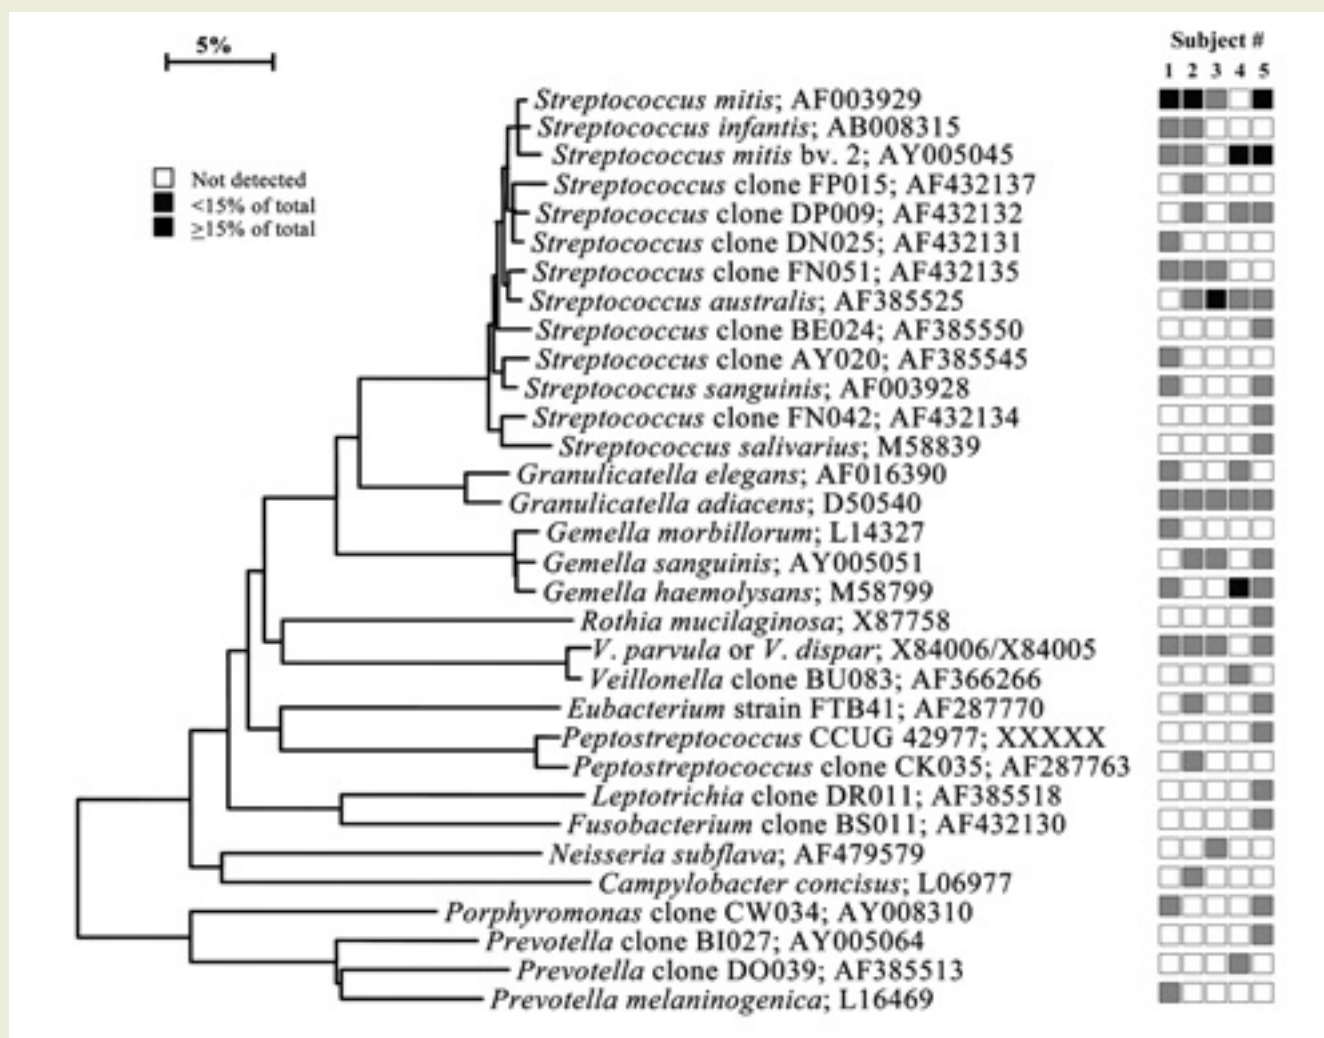 5%
Subject #
1 2 3 4 5
Not detected
<15% of total
≥15% of total
Streptococcus mitis; AF003929
Streptococcus infantis; AB008315
Streptococcus mitis bv. 2; AY005045
Streptococcus clone FP015; AF432137
Streptococcus clone DP009; AF432132
Streptococcus clone DN025; AF432131
Streptococcus clone FN051; AF432135
Streptococcus australis; AF385525
Streptococcus clone BE024; AF385550
Streptococcus clone AY020; AF385545
Streptococcus sanguinis; AF003928
Streptococcus clone FN042; AF432134
Streptococcus salivarius; M58839
Granulicatella elegans; AF016390
Granulicatella adiacens; D50540
Gemella morbillorum; L14327
Gemella sanguinis; AY005051
Gemella haemolysans; M58799
Rothia mucilaginosa; X87758
V. parvula or V. dispar; X84006/X84005
Veillonella clone BU083; AF366266
Eubacterium strain FTB41; AF287770
Peptostreptococcus CCUG 42977; XXXXX
Peptostreptococcus clone CK035; AF287763
Leptotrichia clone DR011; AF385518
Fusobacterium clone BS011; AF432130
Neisseria subflava; AF479579
Campylobacter concisus; L06977
Porphyromonas clone CW034; AY008310
Prevotella clone BI027; AY005064
Prevotella clone DO039; AF385513
Prevotella melaninogenica; L16469